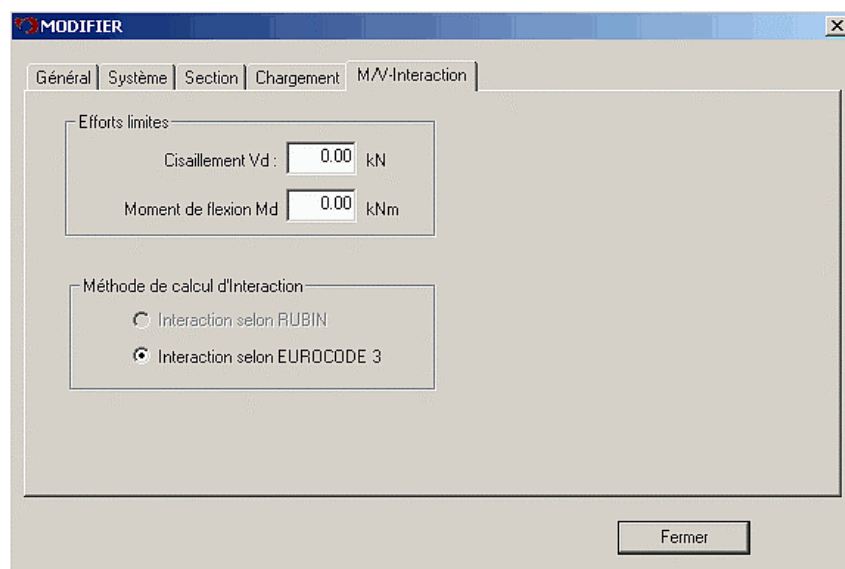 MODIFIER
Général Système Section Chargement M/V-Interaction
Efforts limites
Cisaillement Vd : 0.00 kN
Moment de flexion Md 0.00 kNm
Méthode de calcul d'Interaction
Interaction selon RUBIN
Interaction selon EUROCODE 3
Fermer